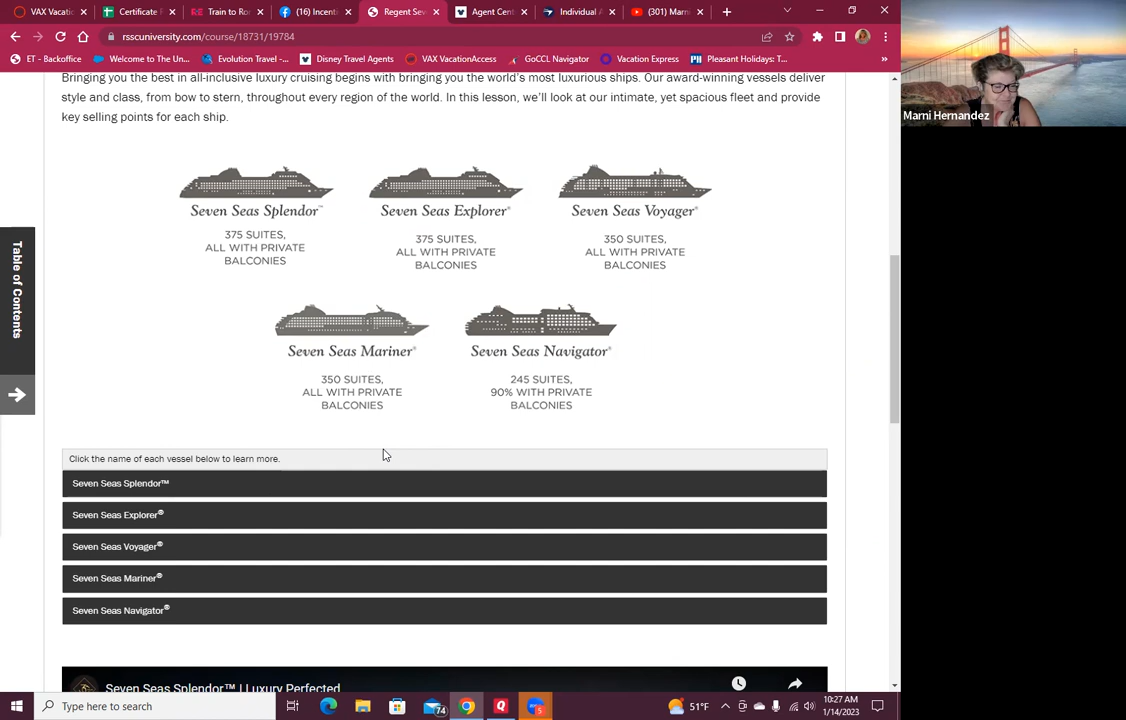 VAX Vacati
Certificate F
Train to Ro
(16) Incenti
Regent Sev
Agent Cent
Individual A
(301) Marni
rsscuniversity.com/course/18731/19784
ET - Backoffice
Welcome to The Un...
Evolution Travel -...
Disney Travel Agents
VAX VacationAccess
GoCCL Navigator
Vacation Express
Pleasant Holidays: T...
Marni Hernandez
Bringing you the best in all-inclusive luxury cruising begins with bringing you the world's most luxurious ships. Our award-winning vessels deliver
style and class, from bow to stern, throughout every region of the world. In this lesson, we'll look at our intimate, yet spacious fleet and provide
key selling points for each ship.
Seven Seas Splendor™
375 SUITES,
ALL WITH PRIVATE
BALCONIES
Seven Seas Explorer®
375 SUITES,
ALL WITH PRIVATE
BALCONIES
Seven Seas Voyager®
350 SUITES,
ALL WITH PRIVATE
BALCONIES
Table of Contents
Seven Seas Mariner®
350 SUITES,
ALL WITH PRIVATE
BALCONIES
Seven Seas Navigator®
245 SUITES,
90% WITH PRIVATE
BALCONIES
Click the name of each vessel below to learn more.
Seven Seas Splendor™
Seven Seas Explorer®
Seven Seas Voyager®
Seven Seas Mariner®
Seven Seas Navigator®
Seven Seas Splendor™ | Luxury Perfected
Type here to search
74
5
51°F
10:27 AM
1/14/2023